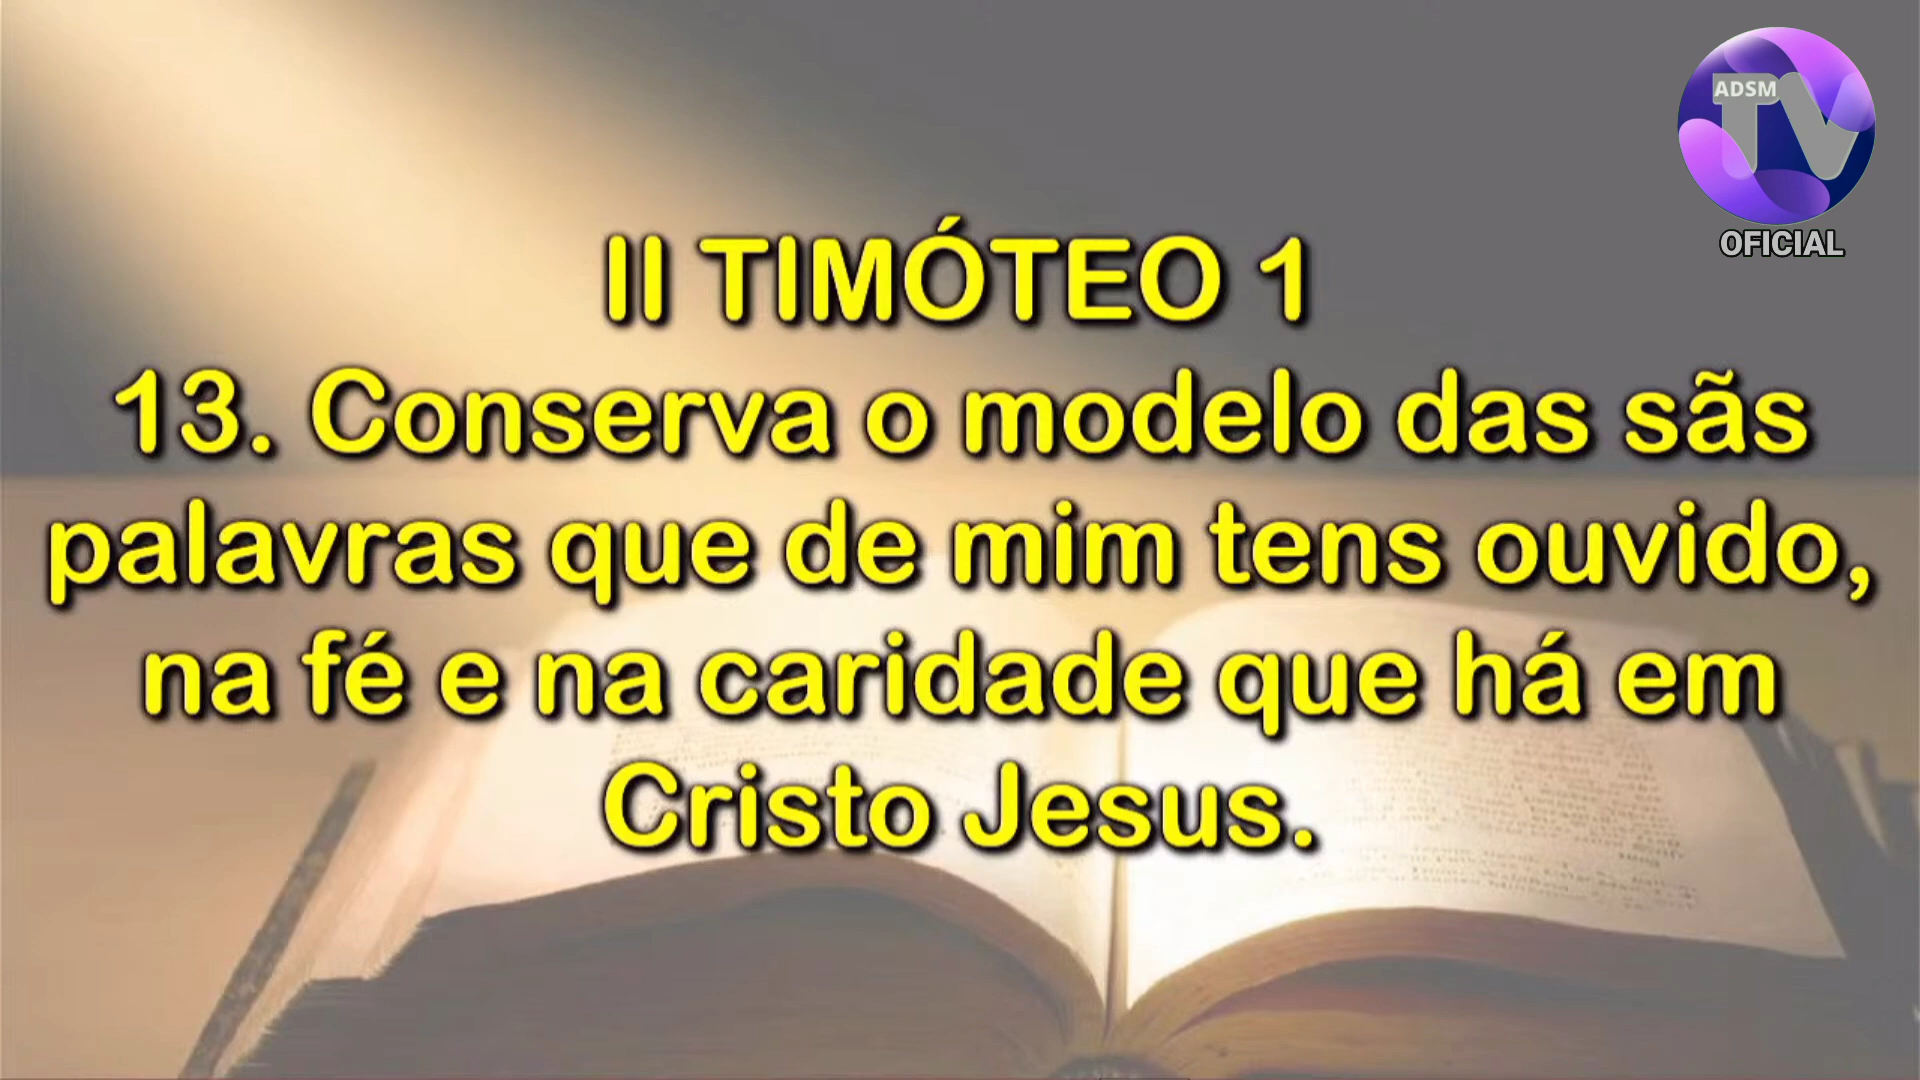 ADSM
TV
OFICIAL
II TIMÓTEO 1
13. Conserva o modelo das sãs
palavras que de mim tens ouvido,
na fé e na caridade que há em
Cristo Jesus.